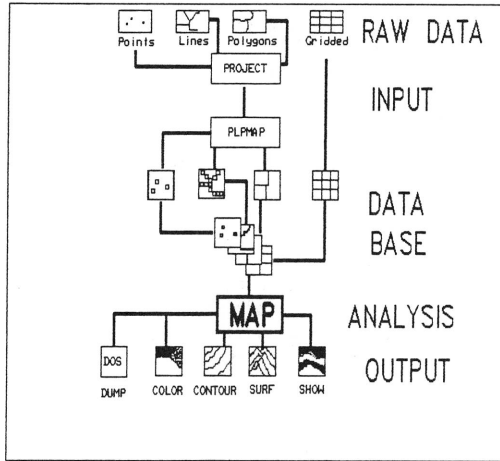 RAW DATA
Points Lines Polygons Gridded
PROJECT
INPUT
PLPMAP
DATA
BASE
MAP
ANALYSIS
OUTPUT
DOS
DUMP COLOR CONTOUR SURF SHOW